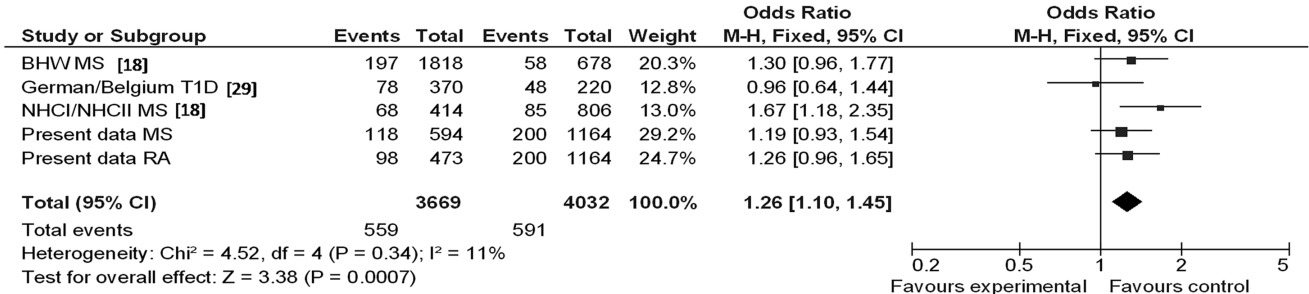 Odds Ratio Odds Ratio
Study or Subgroup Events Total Events Total Weight M-H, Fixed, 95% CI M-H, Fixed, 95% CI
BHW MS [18] 197 1818 58 678 20.3% 1.30 [0.96, 1.77]
German/Belgium T1D [29] 78 370 48 220 12.8% 0.96 [0.64, 1.44]
NHCI/NHCII MS [18] 68 414 85 806 13.0% 1.67 [1.18, 2.35]
Present data MS 118 594 200 1164 29.2% 1.19 [0.93, 1.54]
Present data RA 98 473 200 1164 24.7% 1.26 [0.96, 1.65]
Total (95% CI) 3669 4032 100.0% 1.26 [1.10, 1.45]
Total events 559 591
Heterogeneity: Chi² = 4.52, df = 4 (P = 0.34); I² = 11%
Test for overall effect: Z = 3.38 (P = 0.0007)
0.2 0.5 1 2 5
Favours experimental Favours control